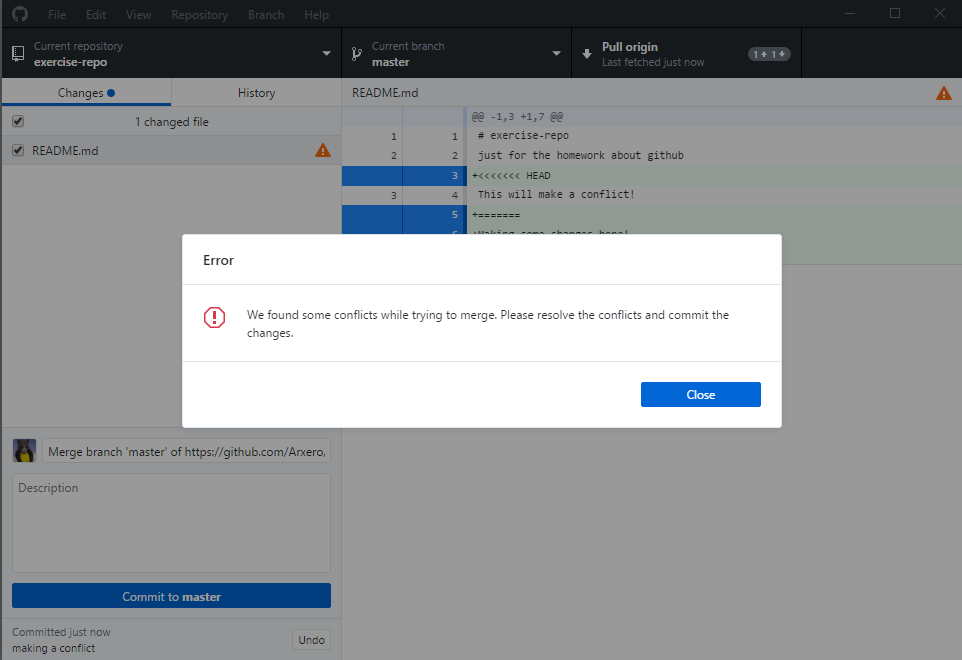 File Edit View Repository Branch Help
Current repository
exercise-repo
Current branch
master
Pull origin
Last fetched just now
1 1
Changes
History
1 changed file
README.md
README.md
@@ -1,3 +1,7 @@
1 1 # exercise-repo
2 2 just for the homework about github
3 +<<<<<<< HEAD
3 4 This will make a conflict!
5 +=======
6 +Making some changes here!
Error
We found some conflicts while trying to merge. Please resolve the conflicts and commit the
changes.
Close
Merge branch 'master' of https://github.com/Arxero/
Description
Commit to master
Committed just now
making a conflict
Undo